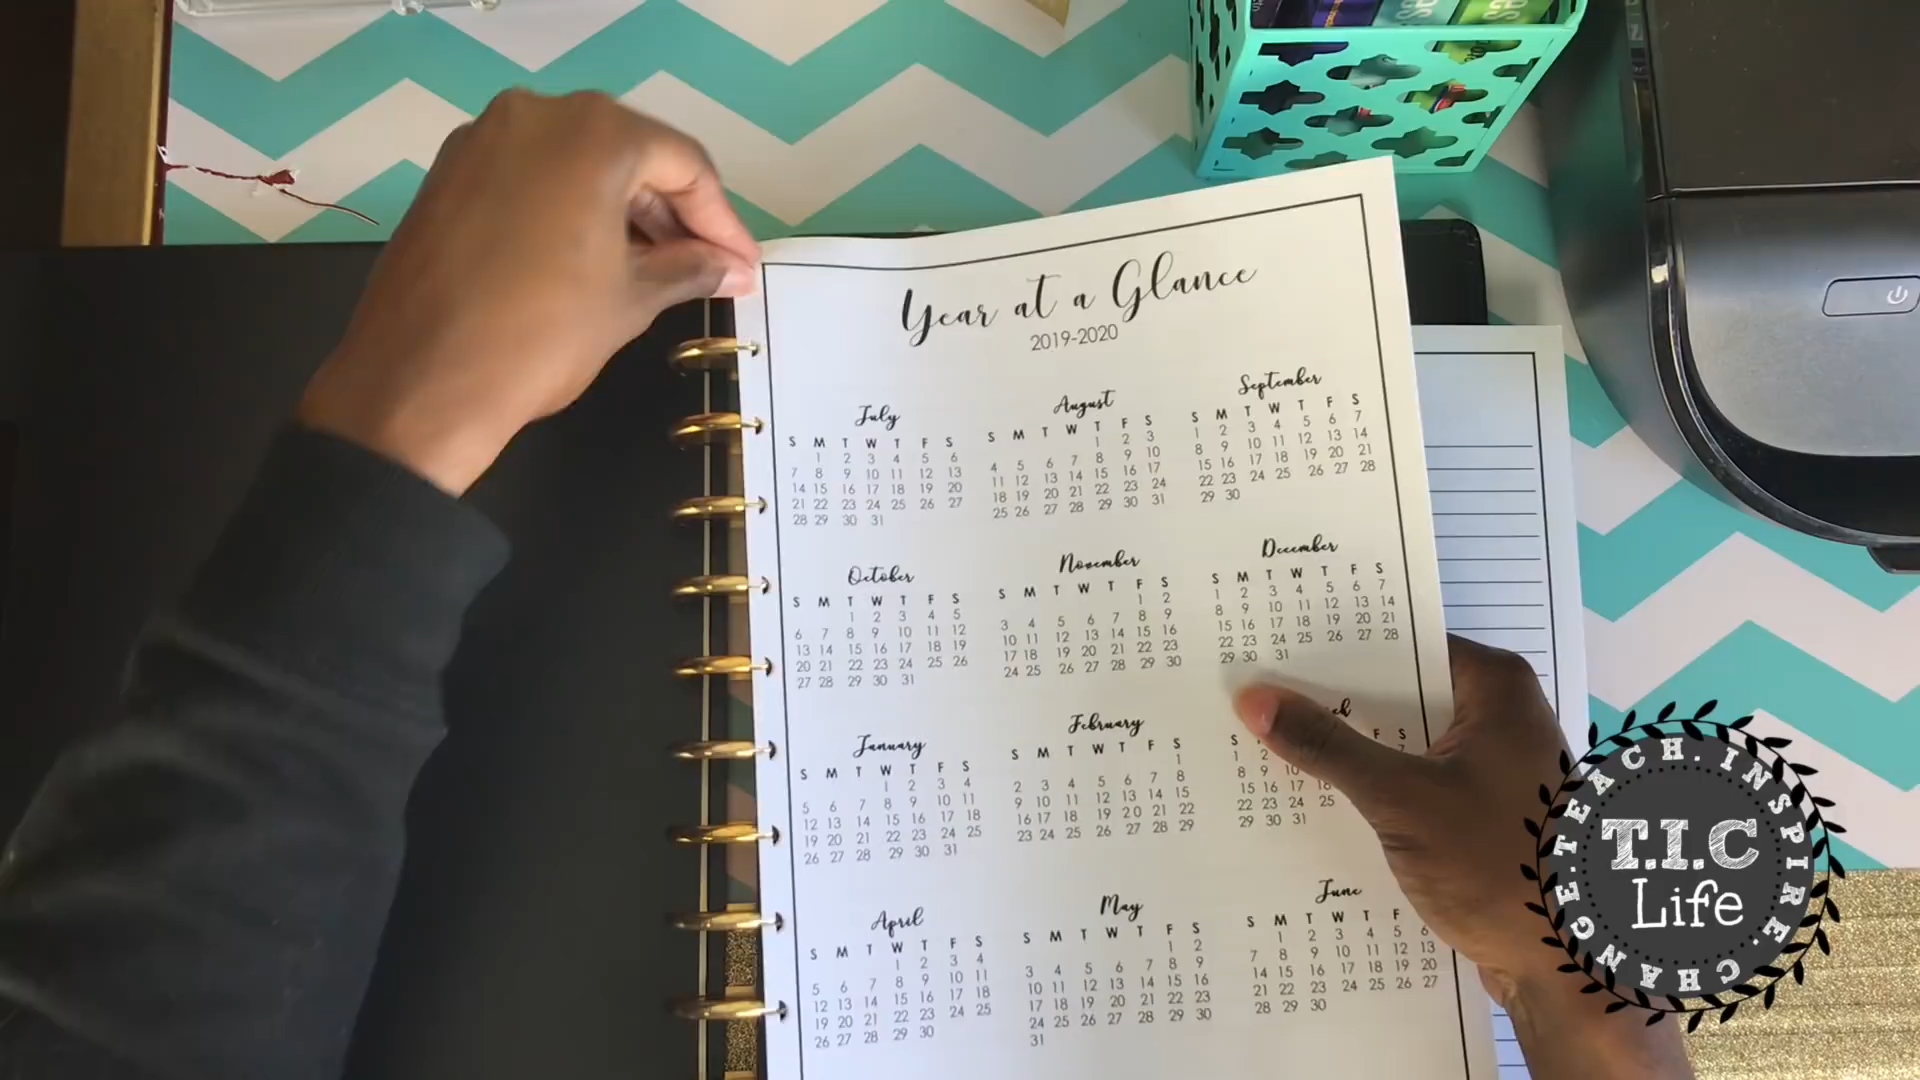 Year at a Glance
2019-2020
July
S M T W T F S
1 2 3 4 5 6
7 8 9 10 11 12 13
14 15 16 17 18 19 20
21 22 23 24 25 26 27
28 29 30 31
August
S M T W T F S
1 2 3
4 5 6 7 8 9 10
11 12 13 14 15 16 17
18 19 20 21 22 23 24
25 26 27 28 29 30 31
September
S M T W T F S
1 2 3 4 5 6 7
8 9 10 11 12 13 14
15 16 17 18 19 20 21
22 23 24 25 26 27 28
29 30
October
S M T W T F S
1 2 3 4 5
6 7 8 9 10 11 12
13 14 15 16 17 18 19
20 21 22 23 24 25 26
27 28 29 30 31
November
S M T W T F S
1 2
3 4 5 6 7 8 9
10 11 12 13 14 15 16
17 18 19 20 21 22 23
24 25 26 27 28 29 30
December
S M T W T F S
1 2 3 4 5 6 7
8 9 10 11 12 13 14
15 16 17 18 19 20 21
22 23 24 25 26 27 28
29 30 31
January
S M T W T F S
1 2 3 4
5 6 7 8 9 10 11
12 13 14 15 16 17 18
19 20 21 22 23 24 25
26 27 28 29 30 31
February
S M T W T F S
1
2 3 4 5 6 7 8
9 10 11 12 13 14 15
16 17 18 19 20 21 22
23 24 25 26 27 28 29
S F S
1 2
8 9 10
15 16 17 18
22 23 24 25
29 30 31
April
S M T W T F S
1 2 3 4
5 6 7 8 9 10 11
12 13 14 15 16 17 18
19 20 21 22 23 24 25
26 27 28 29 30
May
S M T W T F S
1 2
3 4 5 6 7 8 9
10 11 12 13 14 15 16
17 18 19 20 21 22 23
24 25 26 27 28 29 30
31
June
S M T W T F
1 2 3 4 5 6
7 8 9 10 11 12 13
14 15 16 17 18 19 20
21 22 23 24 25 26 27
28 29 30
TEACH. INSPIRE. CHANGE.
T.I.C
Life